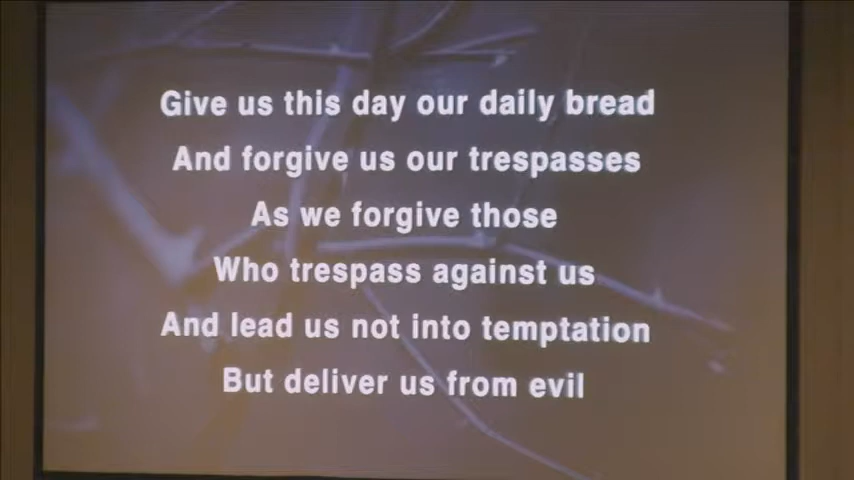 Give us this day our daily bread
And forgive us our trespasses
As we forgive those
Who trespass against us
And lead us not into temptation
But deliver us from evil